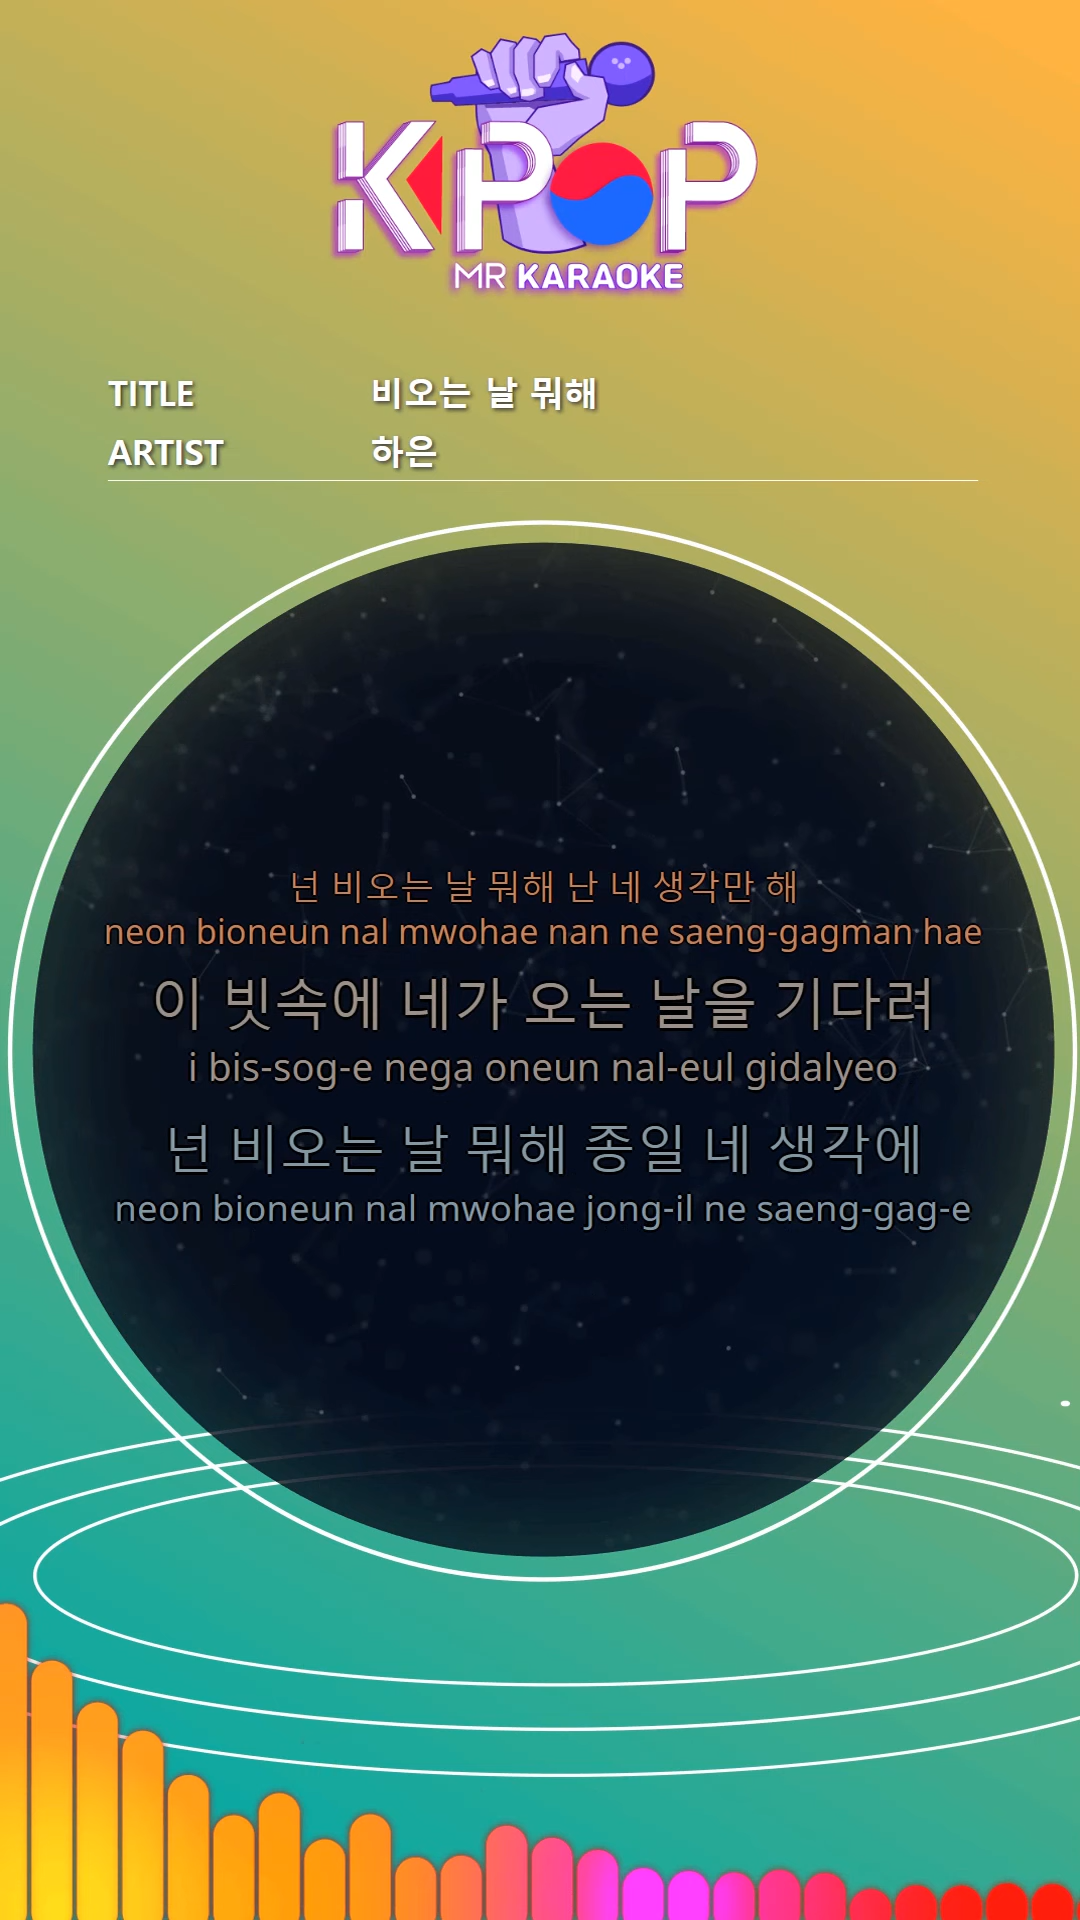 KPOP
MR KARAOKE
TITLE 비오는 날 뭐해
ARTIST 하은
넌 비오는 날 뭐해 난 네 생각만 해
neon bioneun nal mwohae nan ne saeng-gagman hae
이 빗속에 네가 오는 날을 기다려
i bis-sog-e nega oneun nal-eul gidalyeo
넌 비오는 날 뭐해 종일 네 생각에
neon bioneun nal mwohae jong-il ne saeng-gag-e